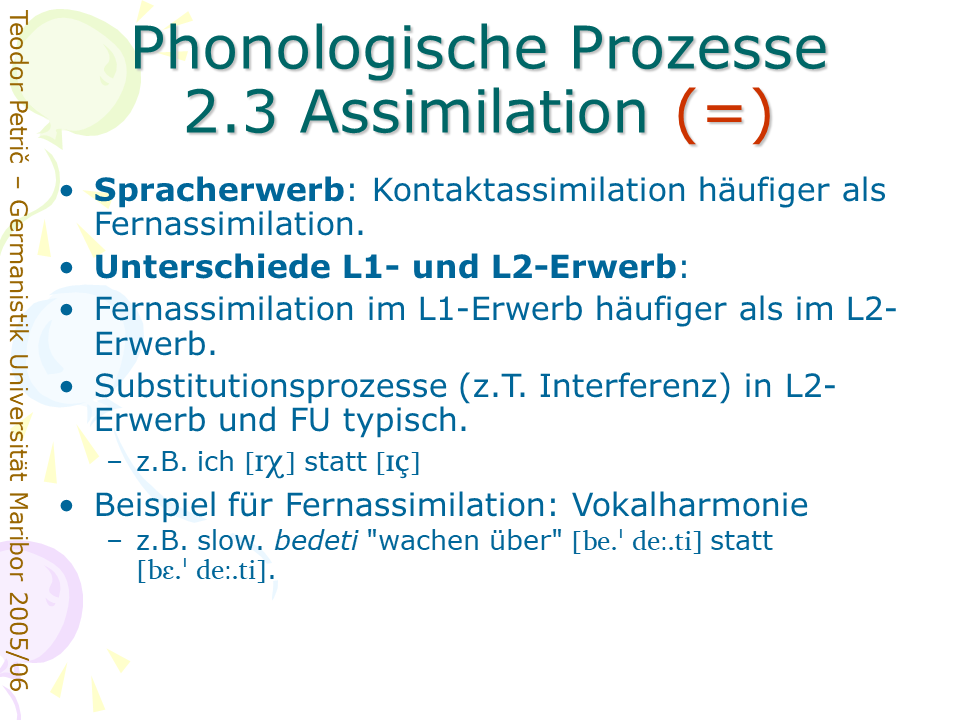 Phonologische Prozesse
2.3 Assimilation (=)
• Spracherwerb: Kontaktassimilation häufiger als
Fernassimilation.
• Unterschiede L1- und L2-Erwerb:
• Fernassimilation im L1-Erwerb häufiger als im L2-
Erwerb.
• Substitutionsprozesse (z.T. Interferenz) in L2-
Erwerb und FU typisch.
– z.B. ich [ɪχ] statt [ɪç]
• Beispiel für Fernassimilation: Vokalharmonie
– z.B. slow. bedeti "wachen über" [be.ˈ deː.ti] statt
[bɛ.ˈ deː.ti].
Teodor Petrič – Germanistik Universität Maribor 2005/06